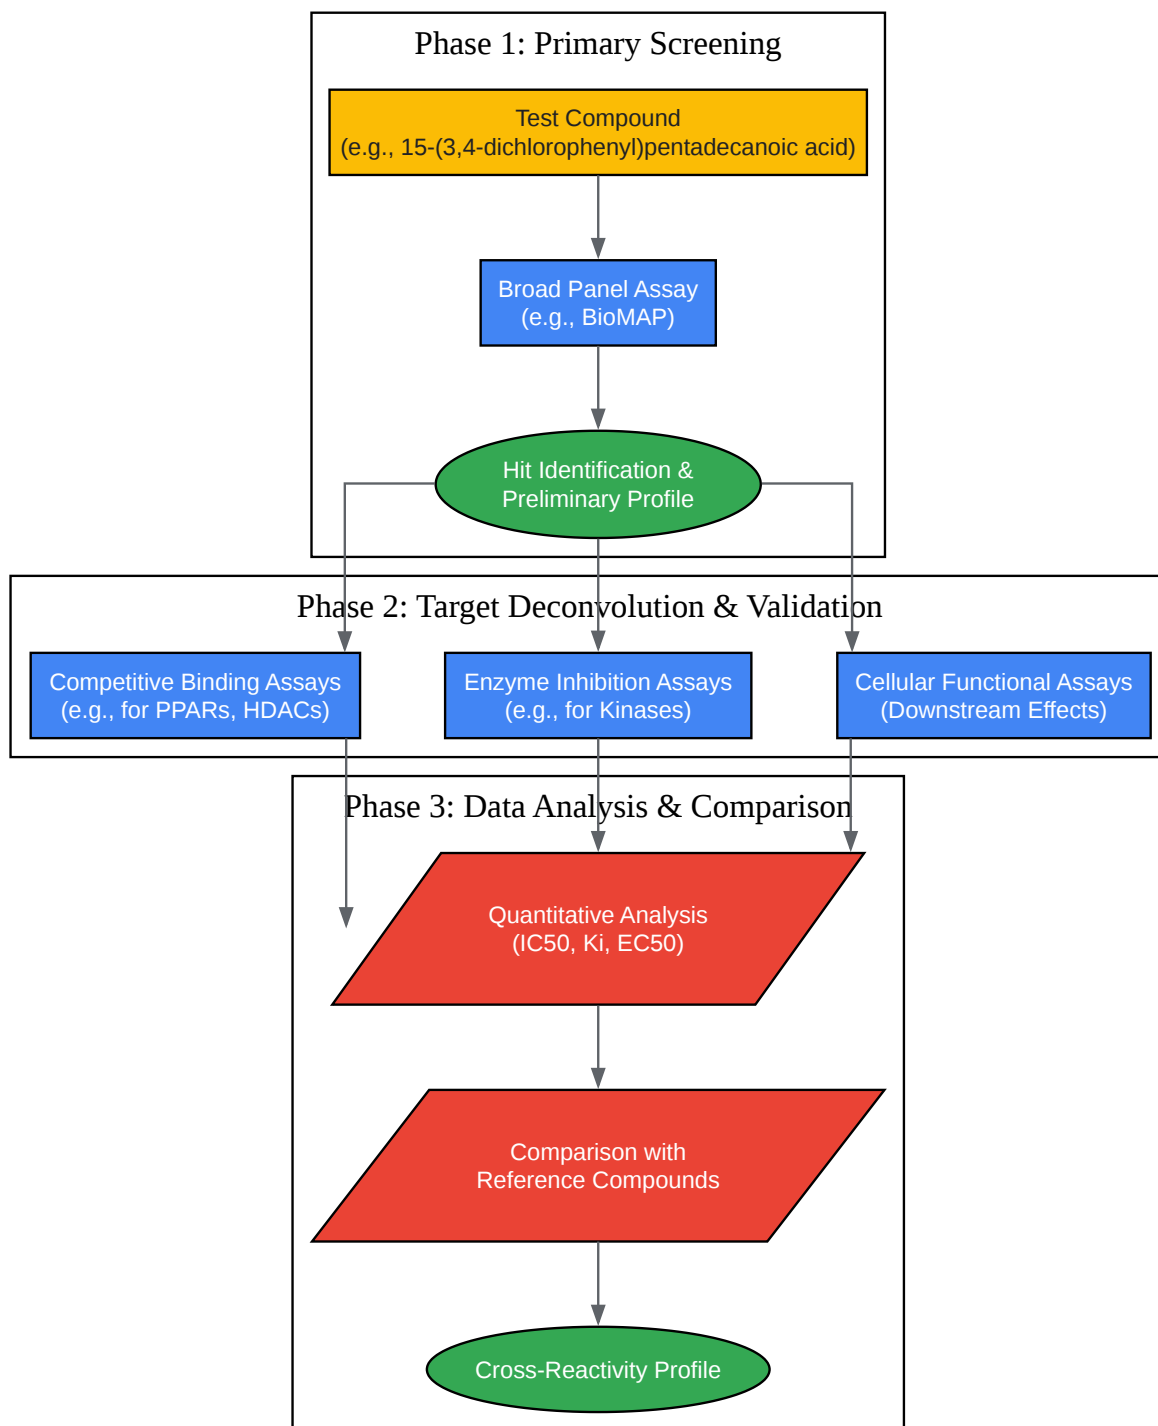 Phase 1: Primary Screening
Test Compound
(e.g., 15-(3,4-dichlorophenyl)pentadecanoic acid)
Broad Panel Assay
(e.g., BioMAP)
Hit Identification &
Preliminary Profile
Phase 2: Target Deconvolution & Validation
Competitive Binding Assays
(e.g., for PPARs, HDACs)
Enzyme Inhibition Assays
(e.g., for Kinases)
Cellular Functional Assays
(Downstream Effects)
Phase 3: Data Analysis & Comparison
Quantitative Analysis
(IC50, Ki, EC50)
Comparison with
Reference Compounds
Cross-Reactivity Profile